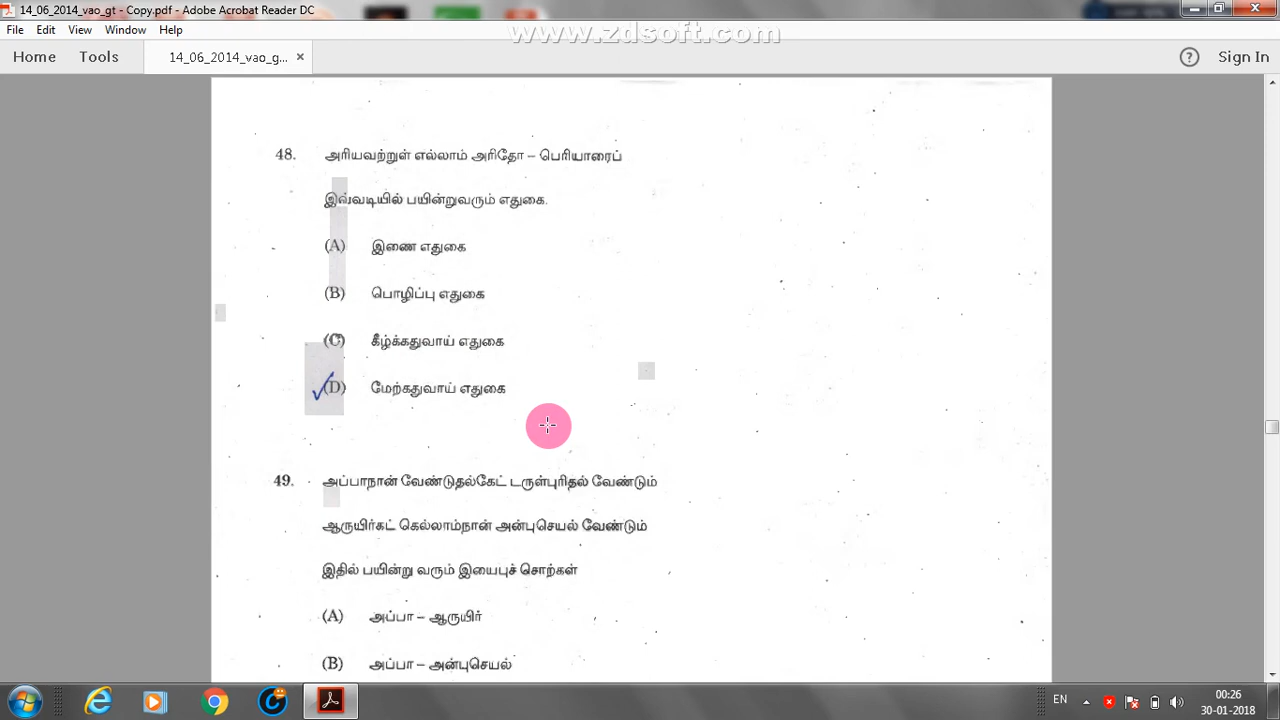 14_06_2014_vao_gt - Copy.pdf - Adobe Acrobat Reader DC
File Edit View Window Help
www.zdsoft.com
Home Tools 14_06_2014_vao_g... × Sign In
48. அரியவற்றுள் எல்லாம் அரிதோ – பெரியாரைப்
இவ்வடியில் பயின்றுவரும் எதுகை.
(A) இணை எதுகை
(B) பொழிப்பு எதுகை
(C) கீழ்க்கதுவாய் எதுகை
(D) மேற்கதுவாய் எதுகை
49. அப்பாநான் வேண்டுதல்கேட் டருள்புரிதல் வேண்டும்
ஆருயிர்கட் கெல்லாம்நான் அன்புசெயல் வேண்டும்
இதில் பயின்று வரும் இயைபுச் சொற்கள்
(A) அப்பா – ஆருயிர்
(B) அப்பா – அன்புசெயல்
EN
00:26
30-01-2018